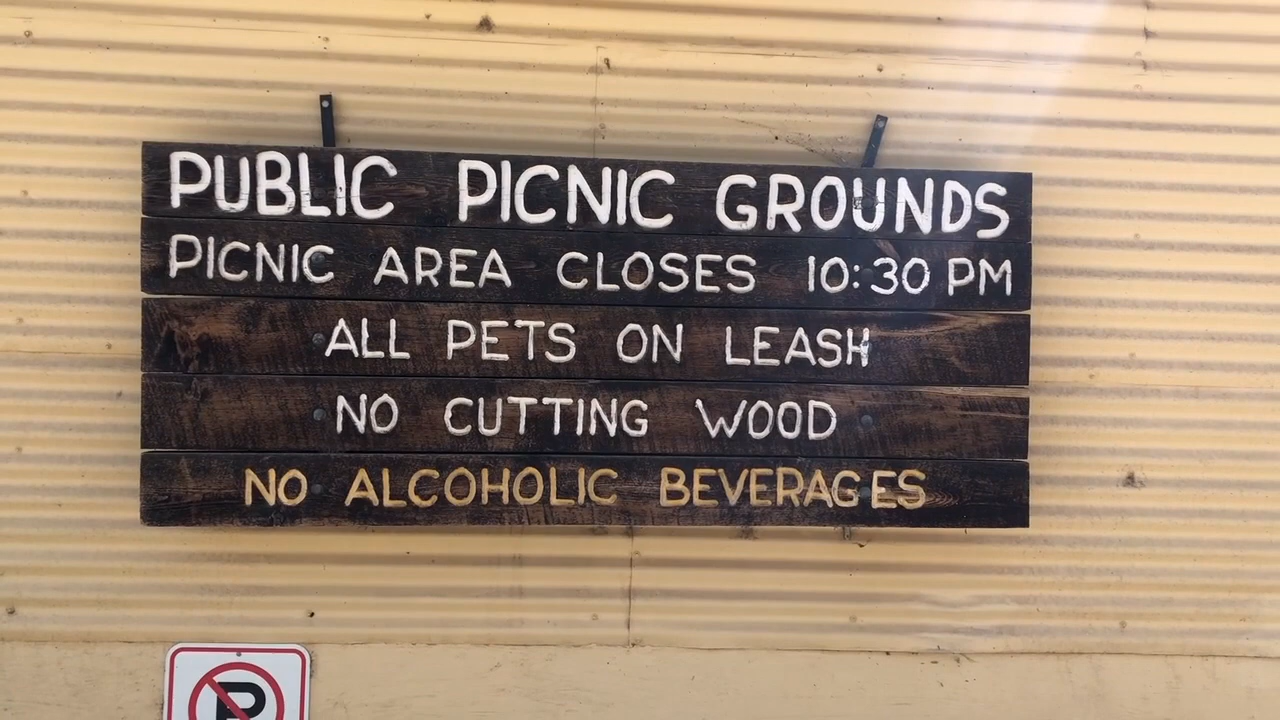 PUBLIC PICNIC GROUNDS
PICNIC AREA CLOSES 10:30 PM
ALL PETS ON LEASH
NO CUTTING WOOD
NO ALCOHOLIC BEVERAGES
P